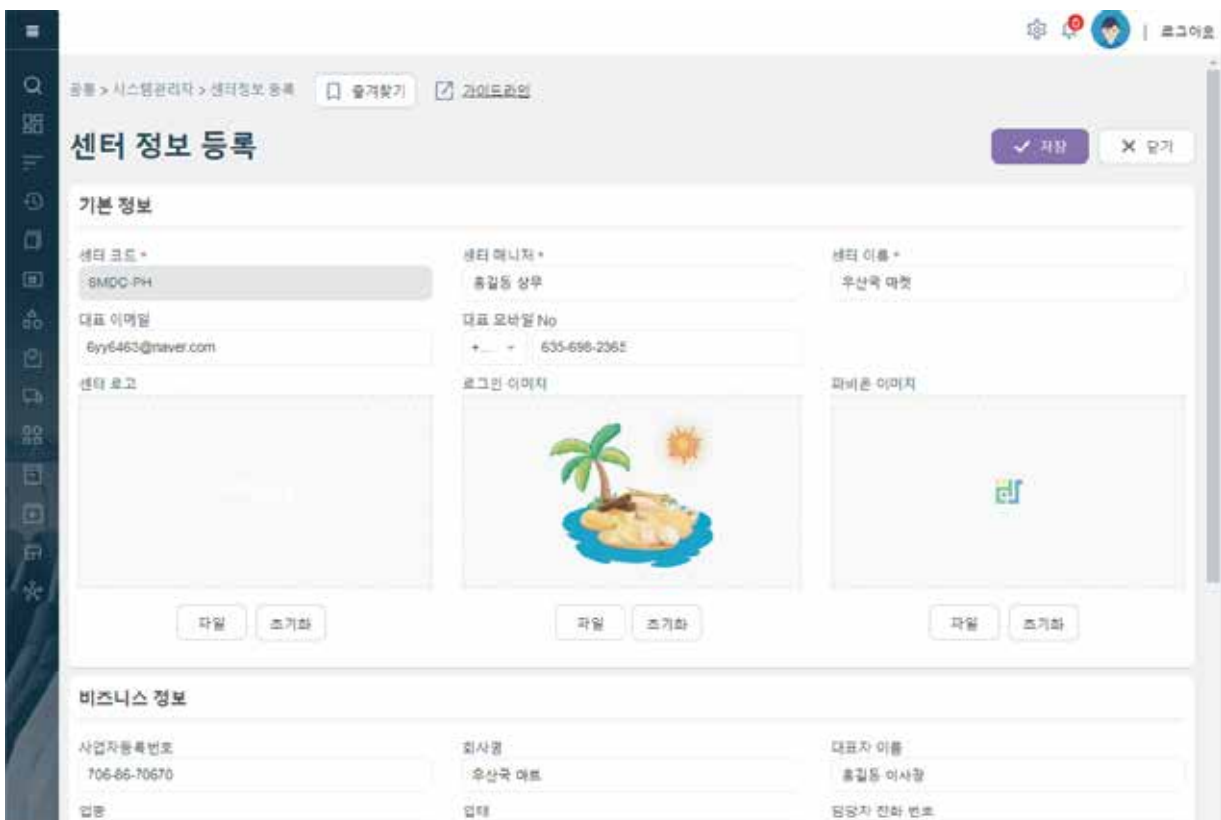 0
| 로그아웃
공통 > 시스템관리자 > 센터정보 등록 즐겨찾기 가이드라인
센터 정보 등록 저장 닫기
기본 정보
센터 코드 * 센터 매니저 * 센터 이름 *
SMDC-PH 홍길동 상무 우산국 마켓
대표 이메일 대표 모바일 No
6yy6463@naver.com +... 635-698-2365
센터 로고 로그인 이미지 파비콘 이미지
파일 초기화 파일 초기화 파일 초기화
비즈니스 정보
사업자등록번호 회사명 대표자 이름
706-86-70670 우산국 마트 홍길동 이사장
업종 업태 담당자 전화 번호